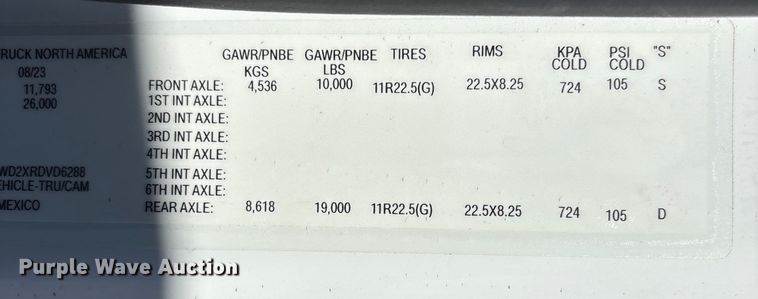 RUCK NORTH AMERICA GAWR/PNBE GAWR/PNBE TIRES RIMS KPA PSI "S"
KGS LBS COLD COLD
08/23
11,793 FRONT AXLE: 4,536 10,000 11R22.5(G) 22.5X8.25 724 105 S
26,000 1ST INT AXLE:
2ND INT AXLE:
3RD INT AXLE:
4TH INT AXLE:
WD2XRDVD6288 5TH INT AXLE:
EHICLE-TRU/CAM 6TH INT AXLE:
MEXICO REAR AXLE: 8,618 19,000 11R22.5(G) 22.5X8.25 724 105 D
Purple Wave Auction